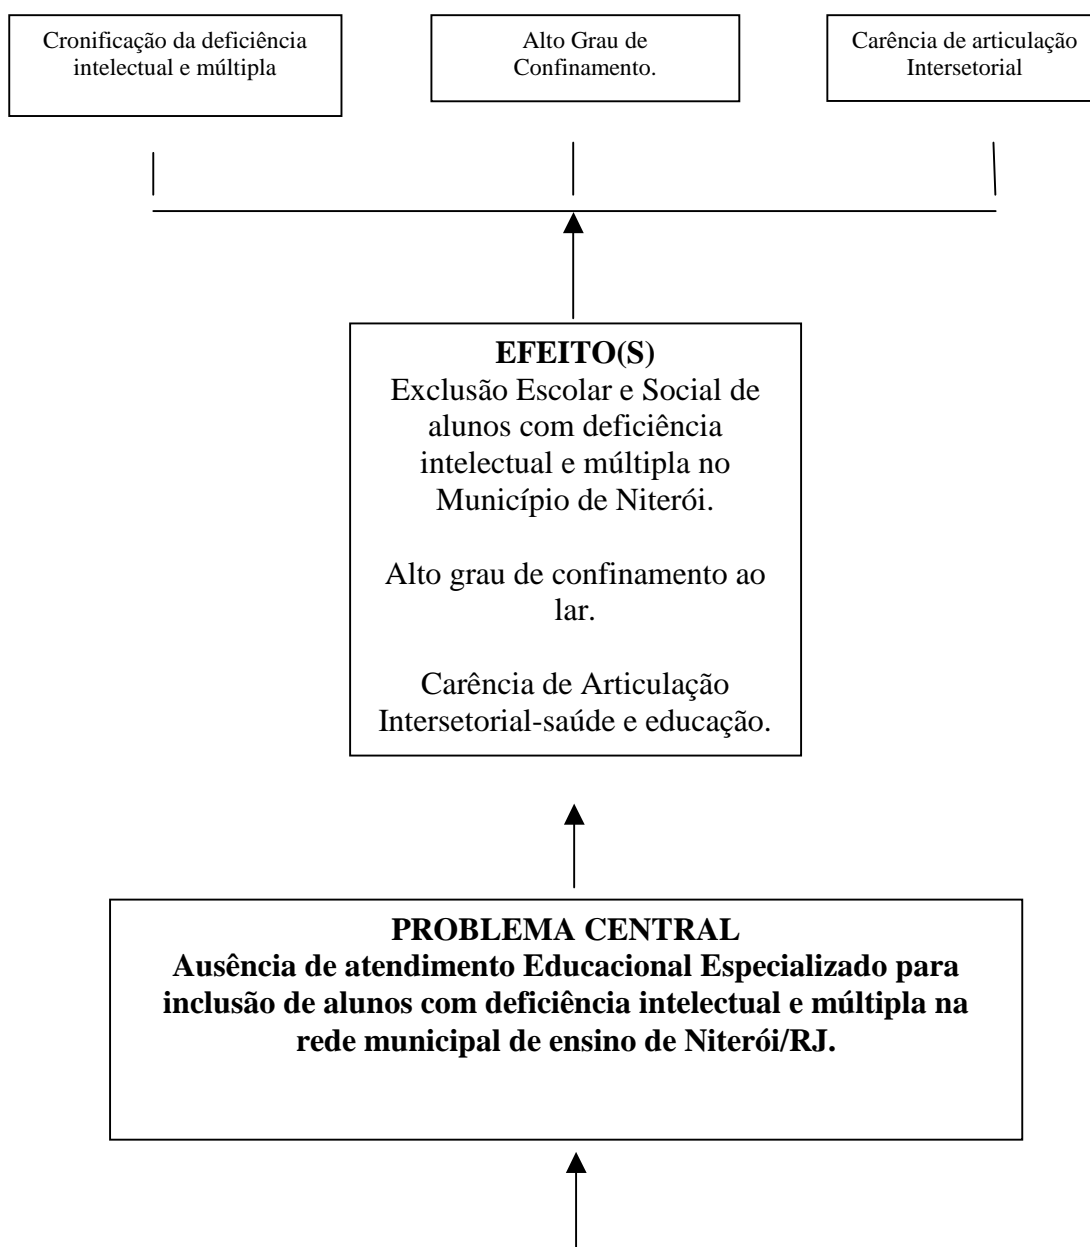 Cronificação da deficiência
intelectual e múltipla
Alto Grau de
Confinamento.
Carência de articulação
Intersetorial
EFEITO(S)
Exclusão Escolar e Social de
alunos com deficiência
intelectual e múltipla no
Município de Niterói.
Alto grau de confinamento ao
lar.
Carência de Articulação
Intersetorial-saúde e educação.
PROBLEMA CENTRAL
Ausência de atendimento Educacional Especializado para
inclusão de alunos com deficiência intelectual e múltipla na
rede municipal de ensino de Niterói/RJ.